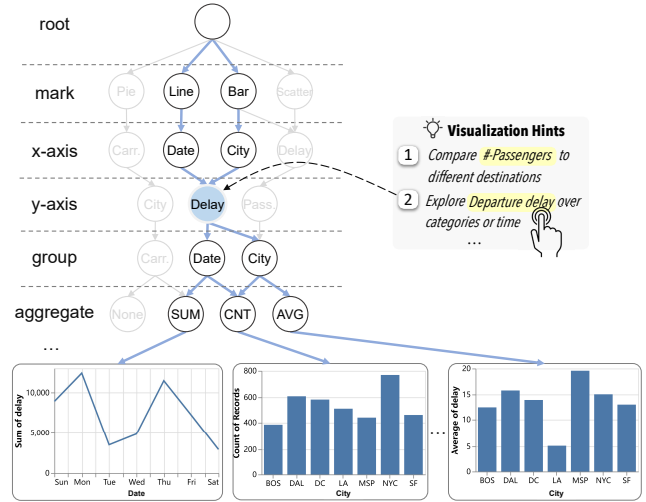 root
mark
Pie
Line
Bar
Scatter
x-axis
Carr.
Date
City
Delay
y-axis
City
Delay
Pass.
group
Carr.
Date
City
aggregate
None
SUM
CNT
AVG
...
Visualization Hints
1 Compare #-Passengers to
different destinations
2 Explore Departure delay over
categories or time
...
Sum of delay
10,000
5,000
0
Sun Mon Tue Wed Thu Fri Sat
Date
Count of Records
800
600
400
200
0
BOS DAL DC LA MSP NYC SF
City
...
Average of delay
20
15
10
5
0
BOS DAL DC LA MSP NYC SF
City